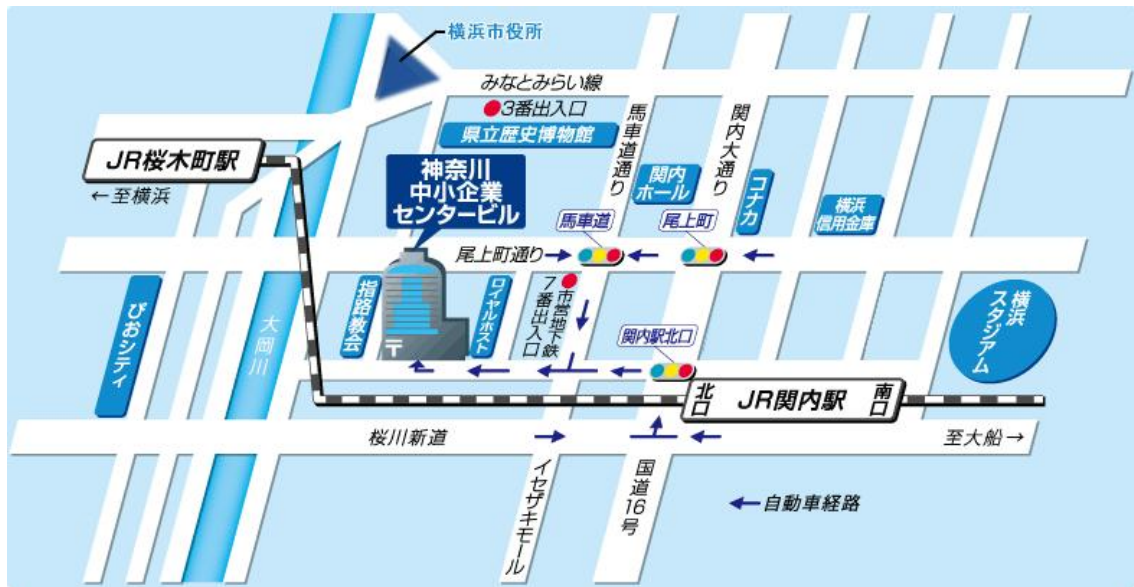 横浜市役所
みなとみらい線
3番出入口
県立歴史博物館
馬車道通り
関内大通り
JR桜木町駅
←至横浜
神奈川
中小企業
センタービル
関内
ホール
コナカ
横浜
信用金庫
馬車道
尾上町
尾上町通り
びおシティ
大岡川
指路教会
〒
ロイヤルホスト
市営地下鉄
7番出入口
関内駅北口
横浜
スタジアム
北口
JR関内駅
南口
桜川新道
至大船→
イセザキモール
国道16号
←自動車経路